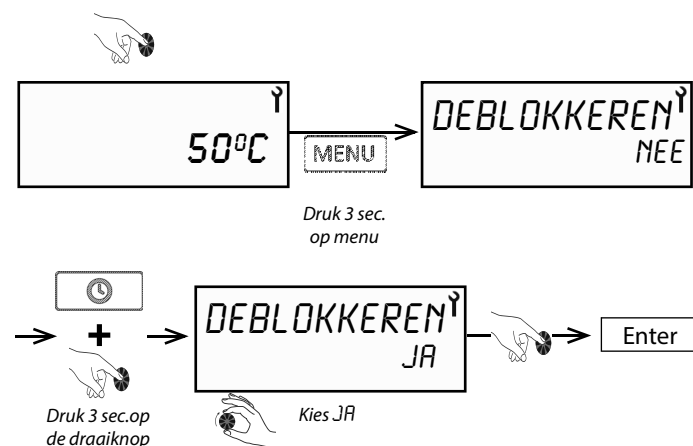 50°C
MENU
DEBLOKKEREN
NEE
Druk 3 sec.
op menu
+
DEBLOKKEREN
JA
Enter
Druk 3 sec.op
de draaiknop
Kies JA